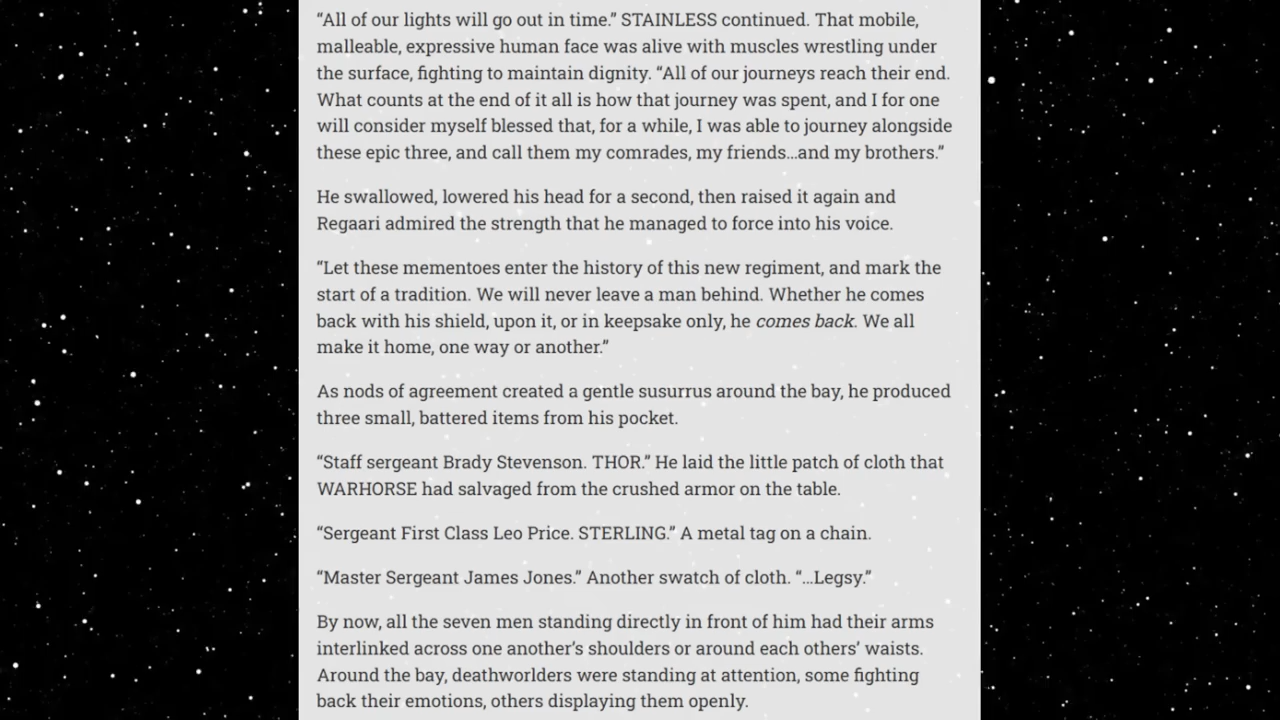 “All of our lights will go out in time.” STAINLESS continued. That mobile,
malleable, expressive human face was alive with muscles wrestling under
the surface, fighting to maintain dignity. “All of our journeys reach their end.
What counts at the end of it all is how that journey was spent, and I for one
will consider myself blessed that, for a while, I was able to journey alongside
these epic three, and call them my comrades, my friends…and my brothers.”
He swallowed, lowered his head for a second, then raised it again and
Regaari admired the strength that he managed to force into his voice.
“Let these mementoes enter the history of this new regiment, and mark the
start of a tradition. We will never leave a man behind. Whether he comes
back with his shield, upon it, or in keepsake only, he comes back. We all
make it home, one way or another.”
As nods of agreement created a gentle susurrus around the bay, he produced
three small, battered items from his pocket.
“Staff sergeant Brady Stevenson. THOR.” He laid the little patch of cloth that
WARHORSE had salvaged from the crushed armor on the table.
“Sergeant First Class Leo Price. STERLING.” A metal tag on a chain.
“Master Sergeant James Jones.” Another swatch of cloth. “…Legsy.”
By now, all the seven men standing directly in front of him had their arms
interlinked across one another’s shoulders or around each others’ waists.
Around the bay, deathworlders were standing at attention, some fighting
back their emotions, others displaying them openly.